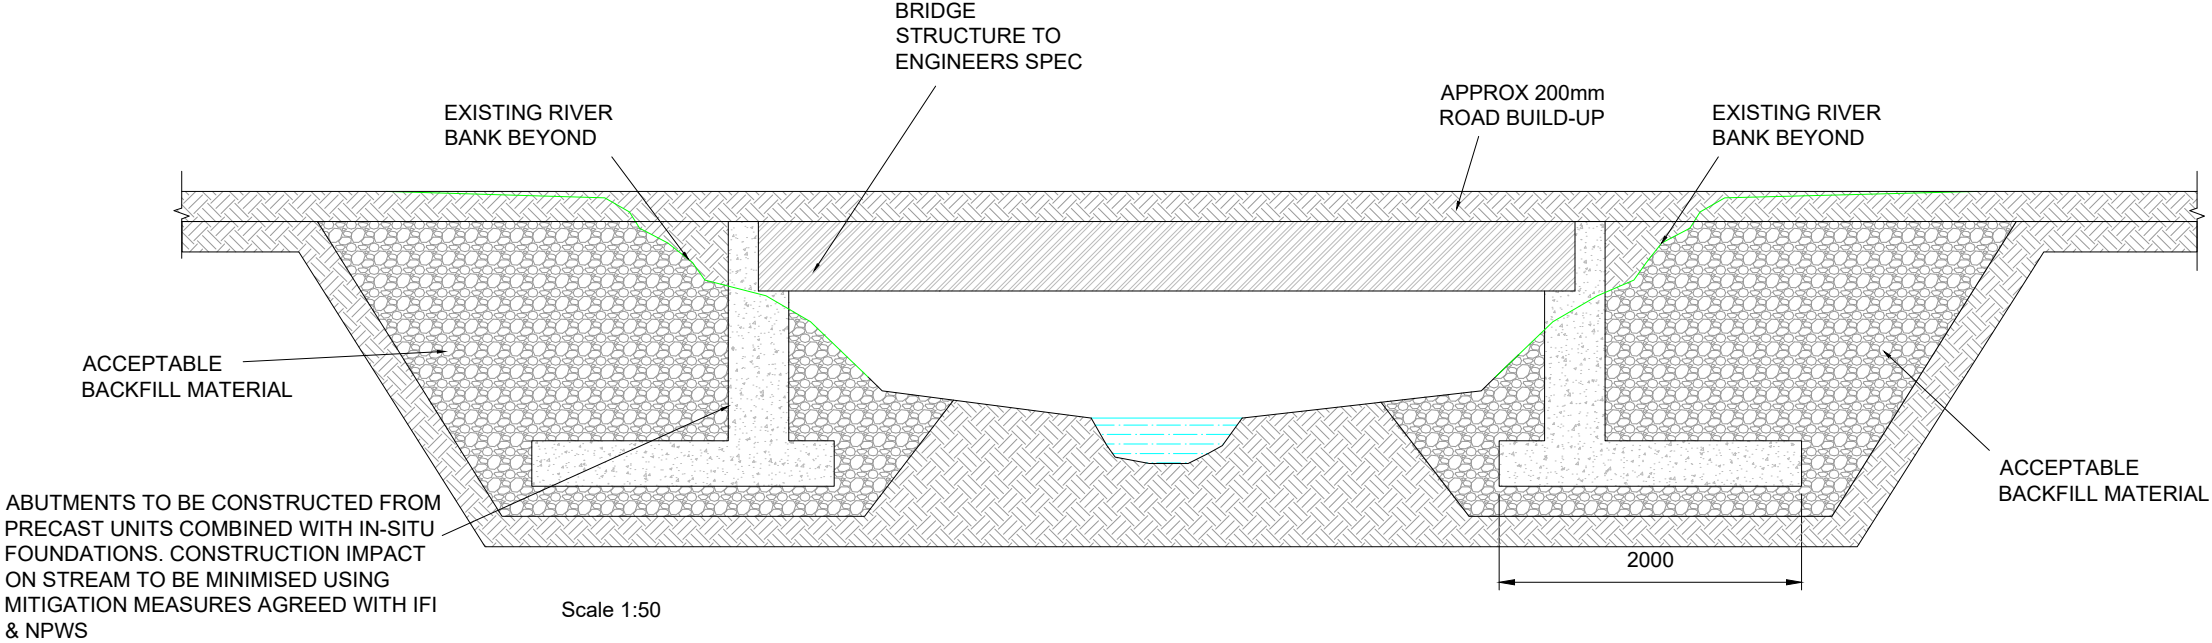 BRIDGE
STRUCTURE TO
ENGINEERS SPEC
EXISTING RIVER
BANK BEYOND
APPROX 200mm
ROAD BUILD-UP
EXISTING RIVER
BANK BEYOND
ACCEPTABLE
BACKFILL MATERIAL
ACCEPTABLE
BACKFILL MATERIAL
ABUTMENTS TO BE CONSTRUCTED FROM
PRECAST UNITS COMBINED WITH IN-SITU
FOUNDATIONS. CONSTRUCTION IMPACT
ON STREAM TO BE MINIMISED USING
MITIGATION MEASURES AGREED WITH IFI
& NPWS
2000
Scale 1:50